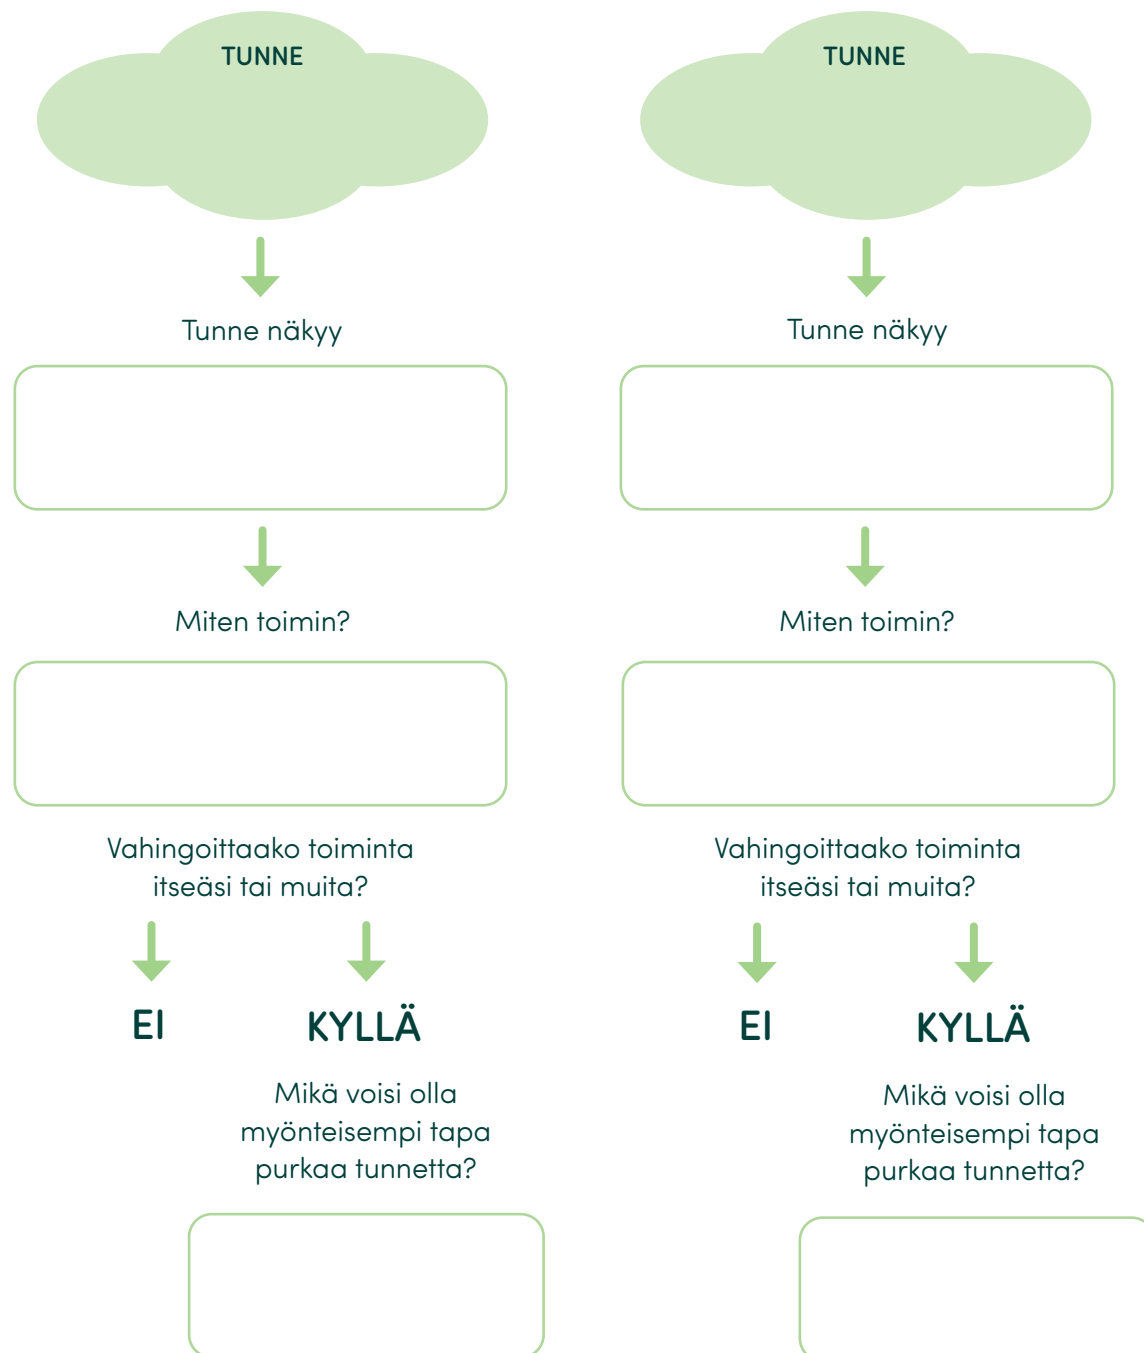 TUNNE
Tunne näkyy
Miten toimin?
Vahingoittaako toiminta
itseäsi tai muita?
EI
KYLLÄ
Mikä voisi olla
myönteisempi tapa
purkaa tunnetta?
TUNNE
Tunne näkyy
Miten toimin?
Vahingoittaako toiminta
itseäsi tai muita?
EI
KYLLÄ
Mikä voisi olla
myönteisempi tapa
purkaa tunnetta?